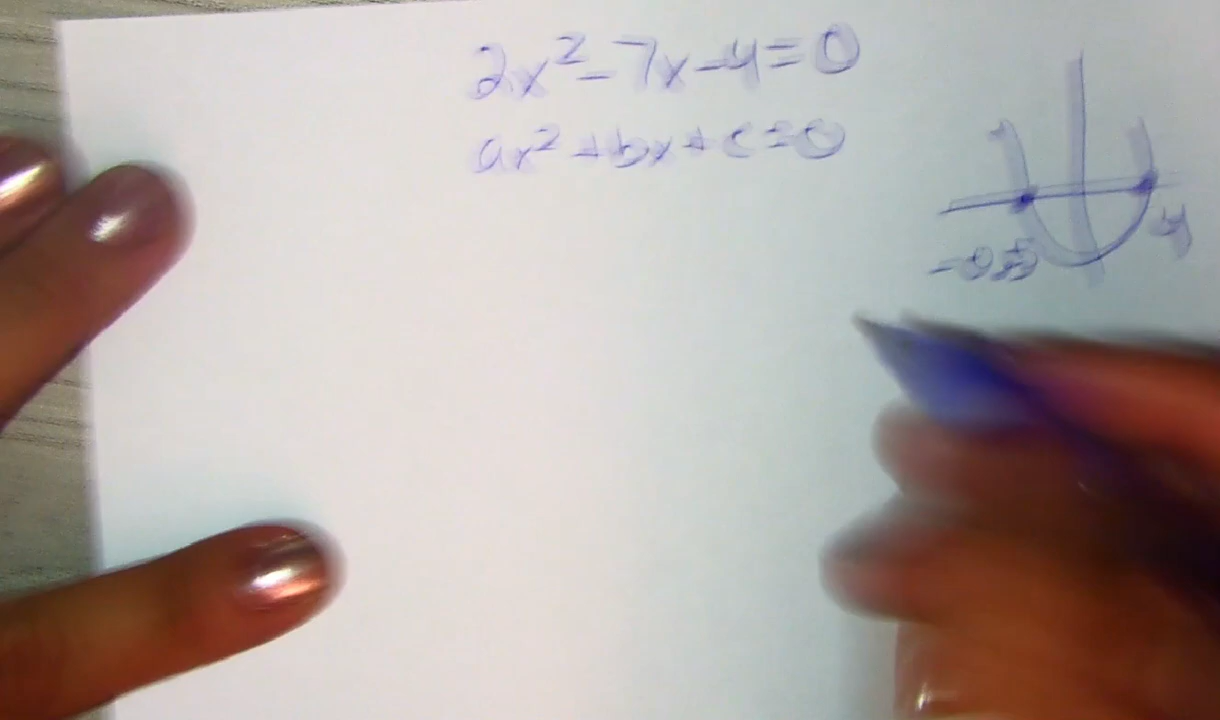 2x² - 7x - 4 = 0
ax² + bx + c = 0
-0.5
4